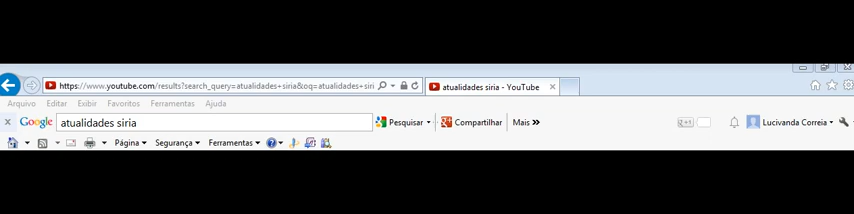 https://www.youtube.com/results?search_query=atualidades+siria&oq=atualidades+siri
atualidades siria - YouTube
Arquivo Editar Exibir Favoritos Ferramentas Ajuda
X Google atualidades siria Pesquisar Compartilhar Mais »
g+1 Lucivanda Correia
Página Segurança Ferramentas